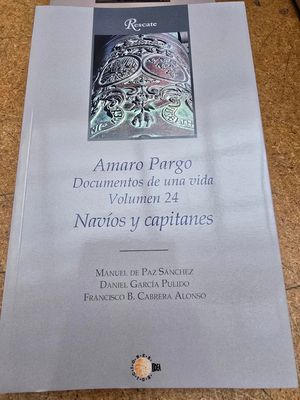 Rescate
Amaro Pargo
Documentos de una vida
Volumen 24
Navíos y capitanes
Manuel de Paz Sánchez
Daniel García Pulido
Francisco B. Cabrera Alonso
IDEA